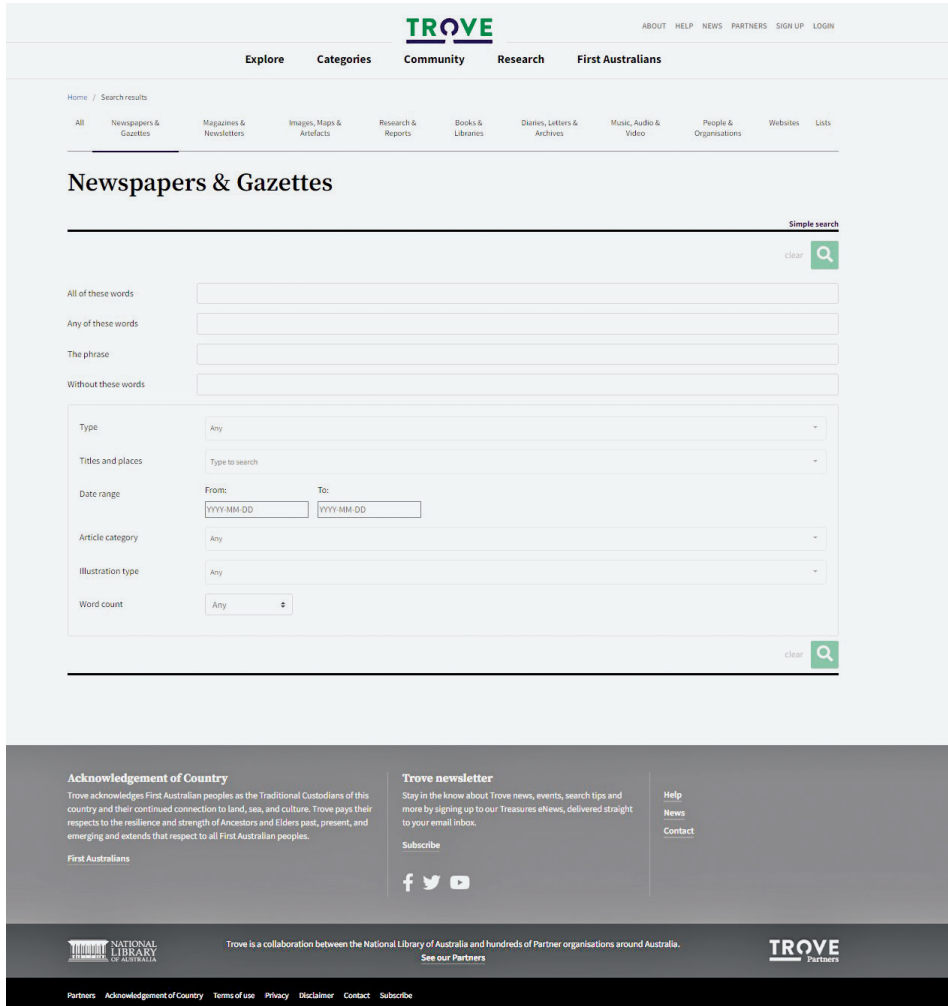 TROVE
ABOUT HELP NEWS PARTNERS SIGN UP LOGIN
Explore Categories Community Research First Australians
Home / Search results
All Newspapers & Gazettes Magazines & Newsletters Images, Maps & Artefacts Research & Reports Books & Libraries Diaries, Letters & Archives Music, Audio & Video People & Organisations Websites Lists
Newspapers & Gazettes
Simple search
clear
All of these words
Any of these words
The phrase
Without these words
Type Any
Titles and places Type to search
Date range From: To:
YYYY-MM-DD YYYY-MM-DD
Article category Any
Illustration type Any
Word count Any
clear
Acknowledgement of Country
Trove acknowledges First Australian peoples as the Traditional Custodians of this
country and their continued connection to land, sea, and culture. Trove pays their
respects to the resilience and strength of Ancestors and Elders past, present, and
emerging and extends that respect to all First Australian peoples.
First Australians
Trove newsletter
Stay in the know about Trove news, events, search tips and
more by signing up to our Treasures eNews, delivered straight
to your email inbox.
Subscribe
Help
News
Contact
NATIONAL
LIBRARY
OF AUSTRALIA
Trove is a collaboration between the National Library of Australia and hundreds of Partner organisations around Australia.
See our Partners
TROVE
Partners
Partners Acknowledgement of Country Terms of use Privacy Disclaimer Contact Subscribe